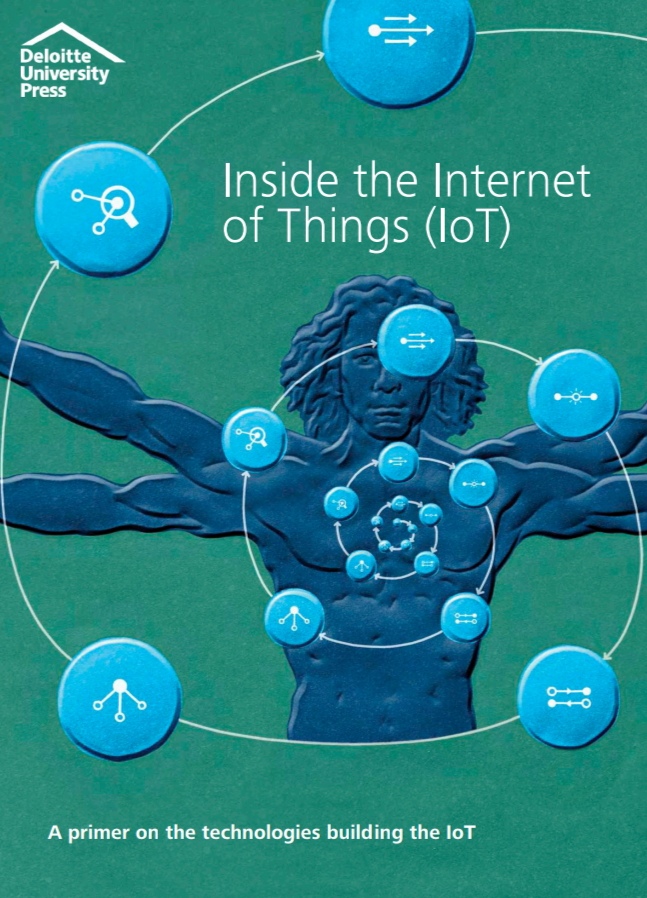 Deloitte
University
Press
Inside the Internet
of Things (IoT)
A primer on the technologies building the IoT